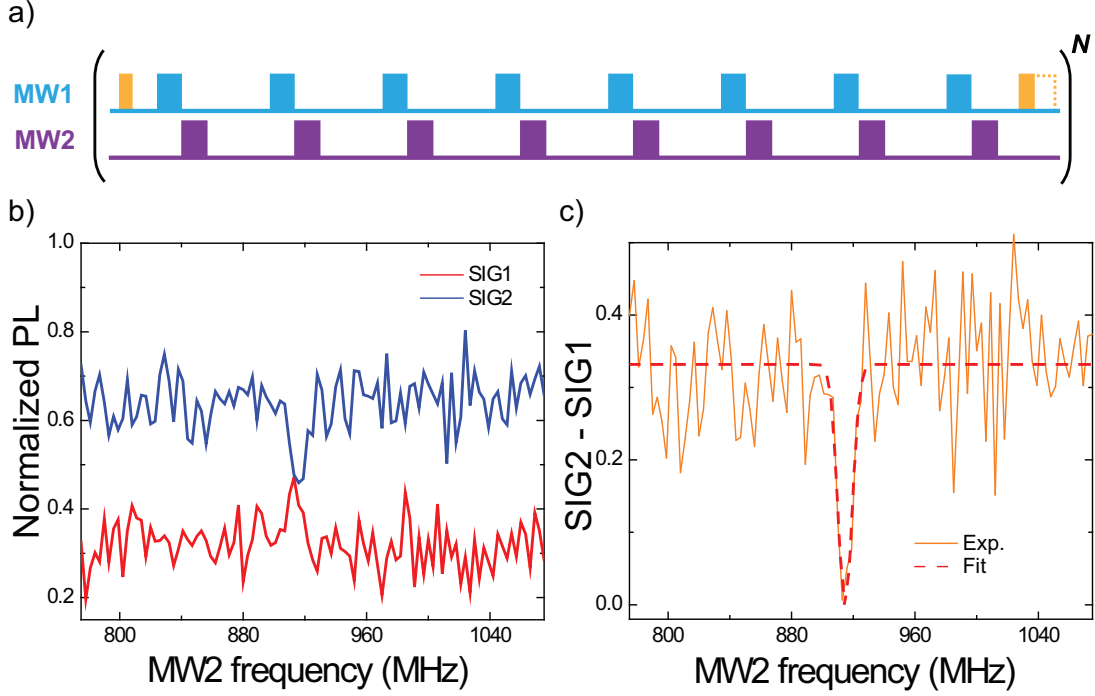 a)
N
MW1
MW2
b)
1.0
0.8
0.6
0.4
0.2
Normalized PL
SIG1
SIG2
800
880
960
1040
MW2 frequency (MHz)
c)
0.4
0.2
0.0
SIG2 - SIG1
Exp.
Fit
800
880
960
1040
MW2 frequency (MHz)